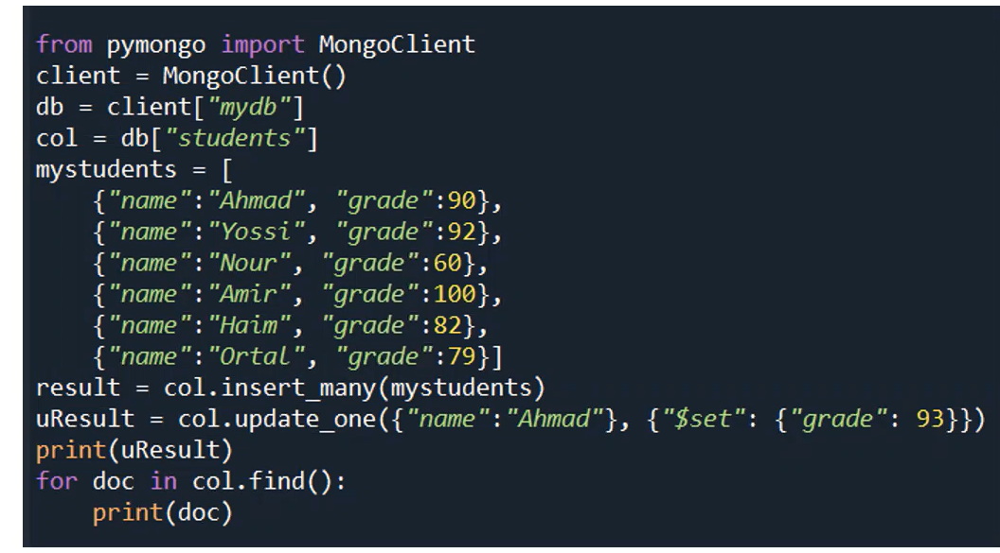 from pymongo import MongoClient
client = MongoClient()
db = client["mydb"]
col = db["students"]
mystudents = [
    {"name":"Ahmad", "grade":90},
    {"name":"Yossi", "grade":92},
    {"name":"Nour", "grade":60},
    {"name":"Amir", "grade":100},
    {"name":"Haim", "grade":82},
    {"name":"Ortal", "grade":79}]
result = col.insert_many(mystudents)
uResult = col.update_one({"name":"Ahmad"}, {"$set": {"grade": 93}})
print(uResult)
for doc in col.find():
    print(doc)